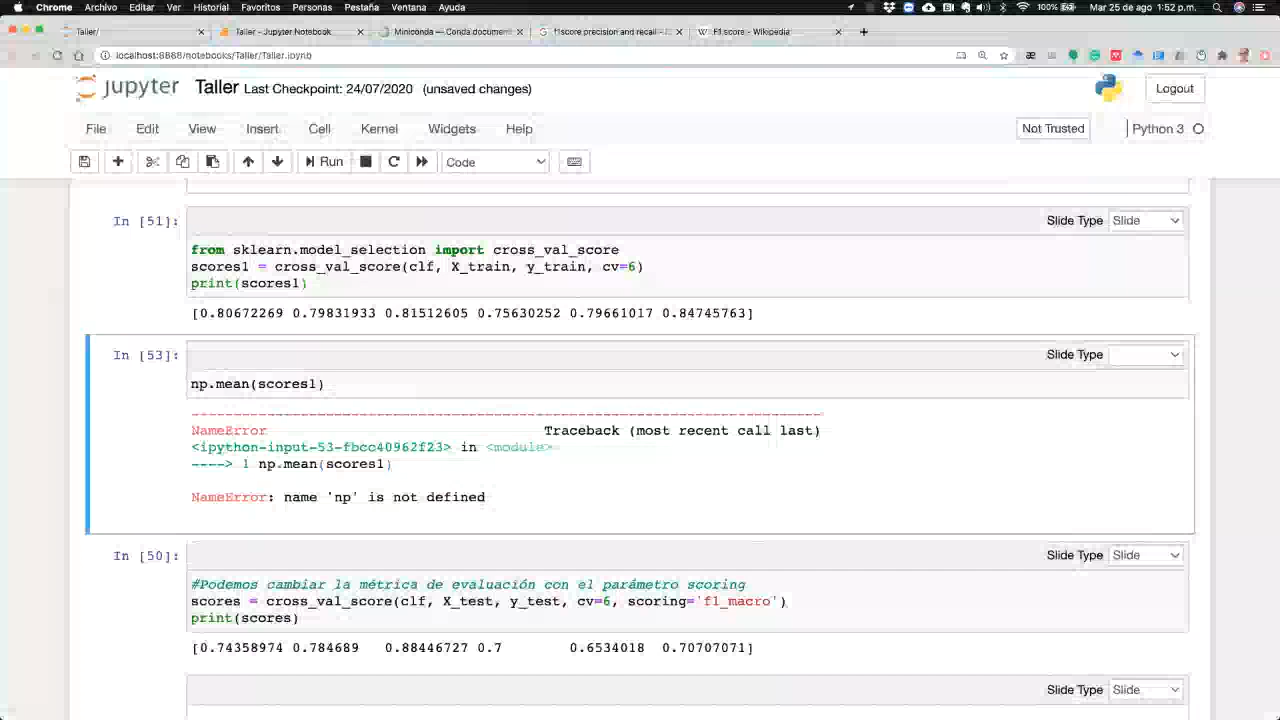 Chrome Archivo Editar Ver Historial Favoritos Personas Pestaña Ventana Ayuda 100% Mar 25 de ago 1:52 p.m.
Taller/ Taller - Jupyter Notebook Miniconda — Conda document f1score precision and recall - F1 score - Wikipedia
localhost:8888/notebooks/Taller/Taller.ipynb
jupyter Taller Last Checkpoint: 24/07/2020 (unsaved changes) Logout
File Edit View Insert Cell Kernel Widgets Help Not Trusted Python 3
Run Code
In [51]: Slide Type Slide
from sklearn.model_selection import cross_val_score
scores1 = cross_val_score(clf, X_train, y_train, cv=6)
print(scores1)
[0.80672269 0.79831933 0.81512605 0.75630252 0.79661017 0.84745763]
In [53]: Slide Type
np.mean(scores1)
---------------------------------------------------------------------------
NameError Traceback (most recent call last)
<ipython-input-53-fbcc40962f23> in <module>
----> 1 np.mean(scores1)
NameError: name 'np' is not defined
In [50]: Slide Type Slide
#Podemos cambiar la métrica de evaluación con el parámetro scoring
scores = cross_val_score(clf, X_test, y_test, cv=6, scoring='f1_macro')
print(scores)
[0.74358974 0.784689 0.88446727 0.7 0.6534018 0.70707071]
Slide Type Slide